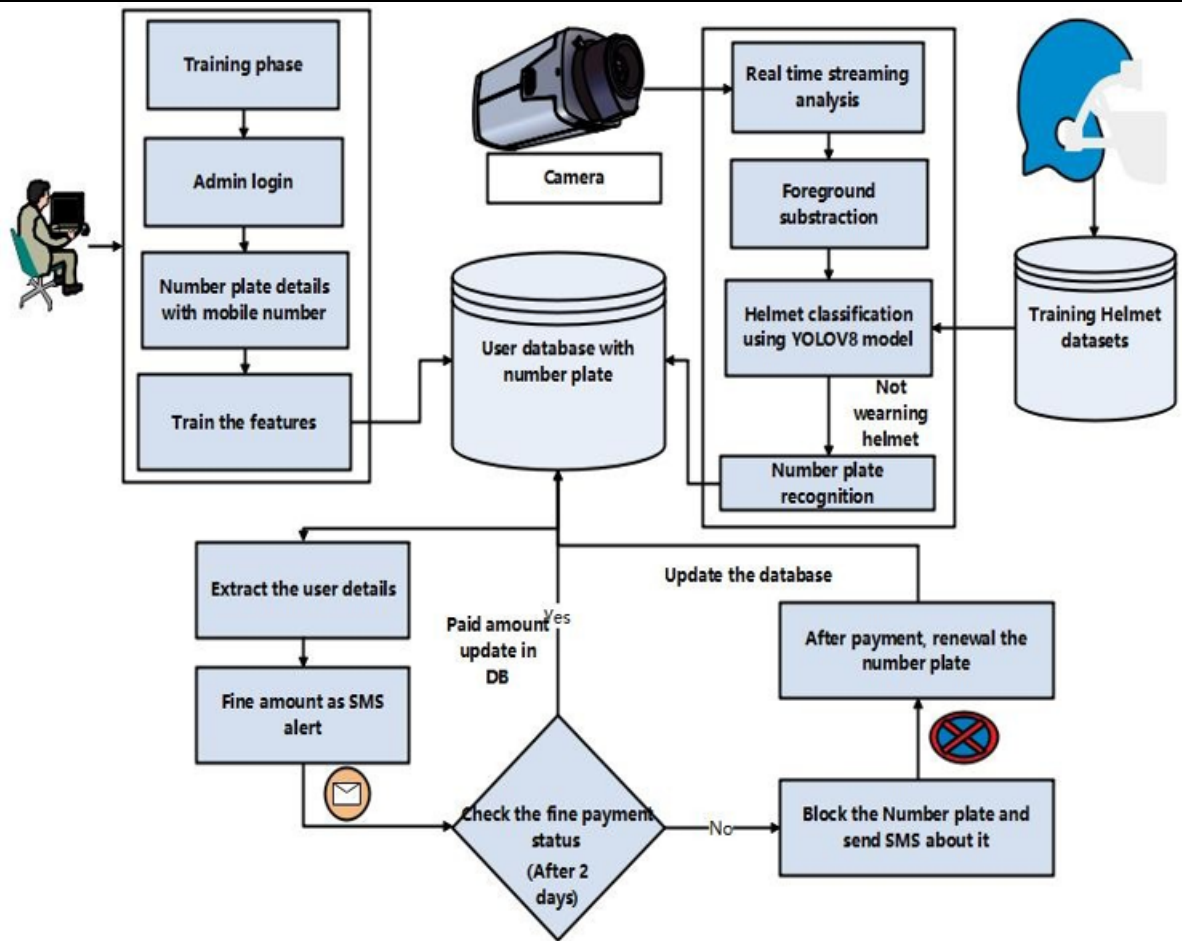 Training phase
Admin login
Number plate details
with mobile number
Train the features
Camera
User database with
number plate
Real time streaming
analysis
Foreground
substraction
Helmet classification
using YOLOV8 model
Not
wearning
helmet
Number plate
recognition
Training Helmet
datasets
Extract the user details
Fine amount as SMS
alert
Paid amount
update in
DB
Yes
Update the database
Check the fine payment
status
(After 2
days)
No
Block the Number plate and
send SMS about it
After payment, renewal the
number plate